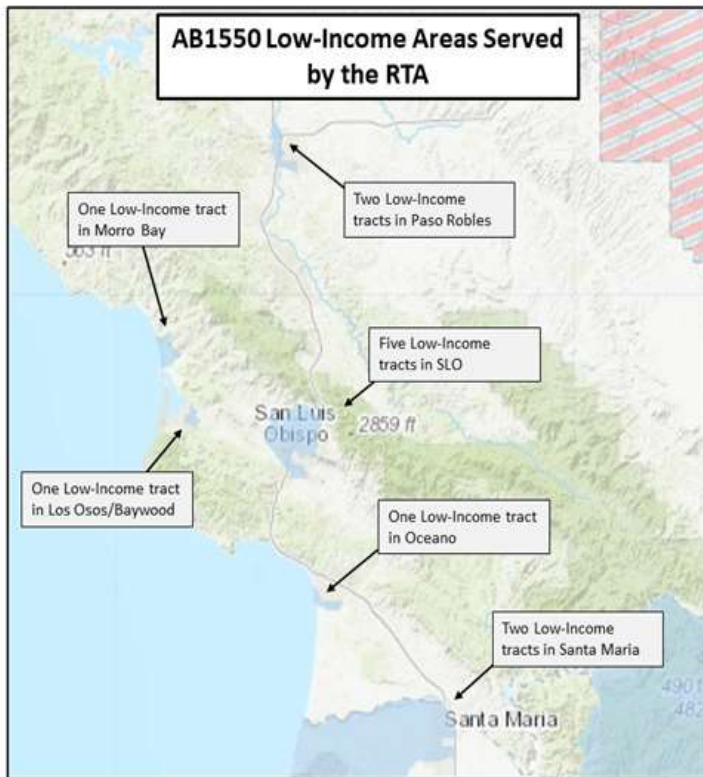 AB1550 Low-Income Areas Served
by the RTA
Two Low-Income
tracts in Paso Robles
One Low-Income tract
in Morro Bay
563 ft
Five Low-Income
tracts in SLO
San Luis
Obispo
2859 ft
One Low-Income tract
in Los Osos/Baywood
One Low-Income tract
in Oceano
Two Low-Income
tracts in Santa Maria
Santa Maria